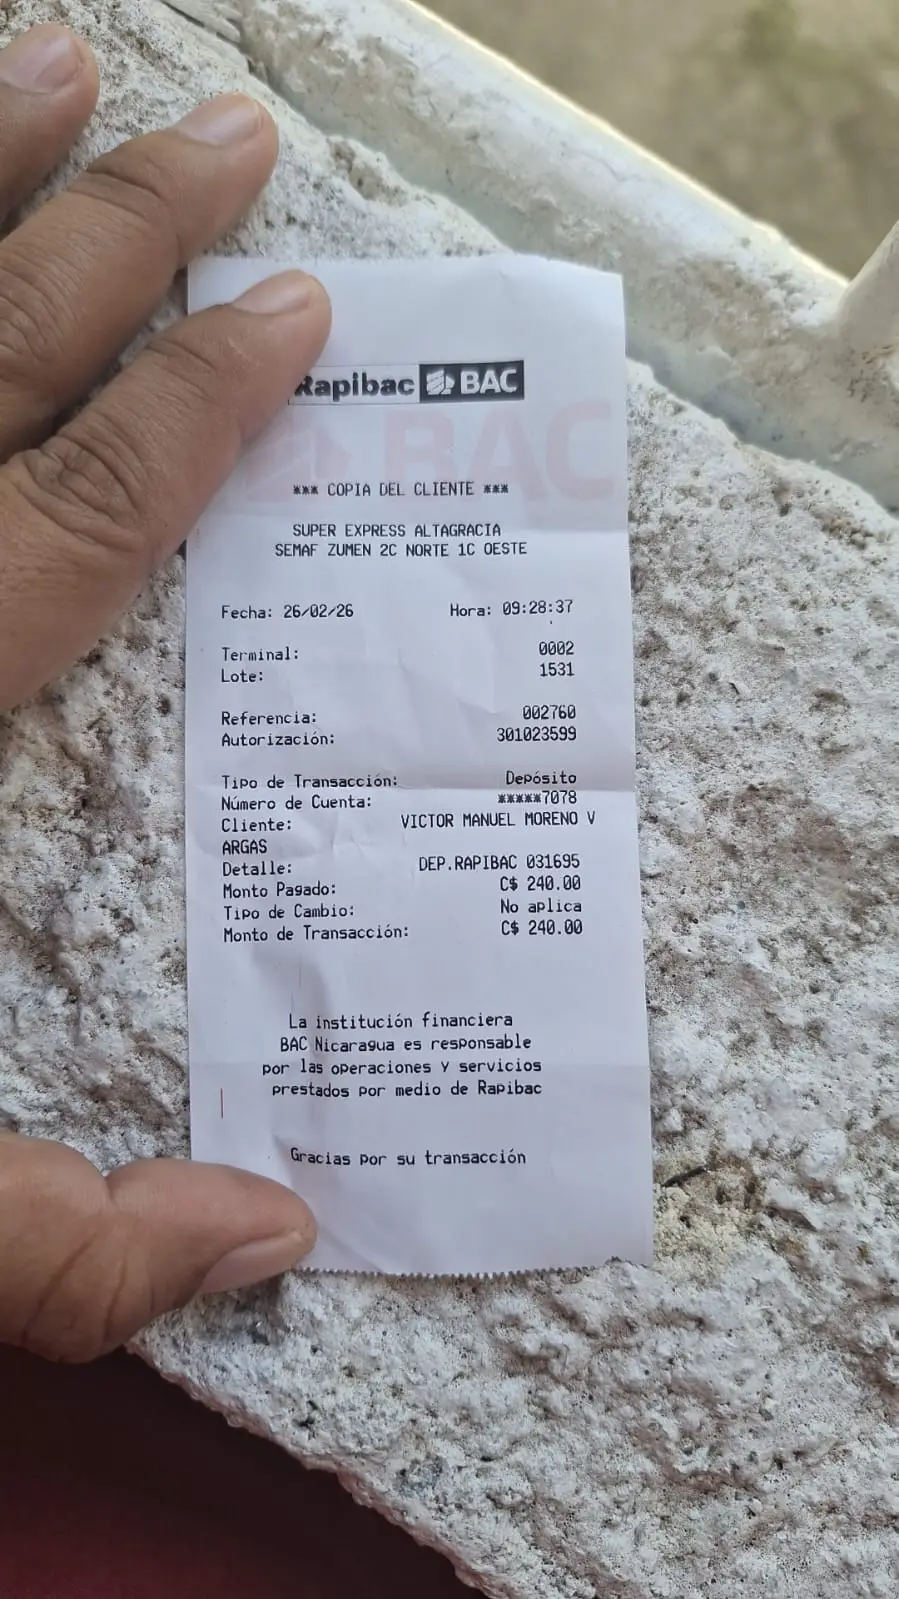 Rapibac BAC
BAC
*** COPIA DEL CLIENTE ***
SUPER EXPRESS ALTAGRACIA
SEMAF ZUMEN 2C NORTE 1C OESTE
Fecha: 26/02/26 Hora: 09:28:37
Terminal: 0002
Lote: 1531
Referencia: 002760
Autorización: 301023599
Tipo de Transacción: Depósito
Número de Cuenta: *****7078
Cliente: VICTOR MANUEL MORENO V
ARGAS
Detalle: DEP.RAPIBAC 031695
Monto Pagado: C$ 240.00
Tipo de Cambio: No aplica
Monto de Transacción: C$ 240.00
La institución financiera
BAC Nicaragua es responsable
por las operaciones y servicios
prestados por medio de Rapibac
Gracias por su transacción